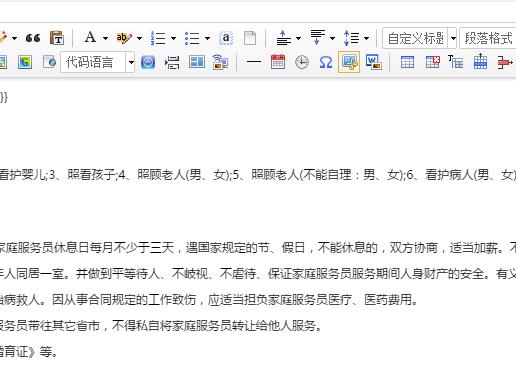 A ab a 自定义标题 段落格式
代码语言 Ω
}}
看护婴儿;3、照看孩子;4、照顾老人(男、女);5、照顾老人(不能自理：男、女);6、看护病人(男、女)
家庭服务员休息日每月不少于三天，遇国家规定的节、假日，不能休息的，双方协商，适当加薪。
人同居一室。并做到平等待人、不岐视、不虐待、保证家庭服务员服务期间人身财产的安全。有
病救人。因从事合同规定的工作致伤，应适当担负家庭服务员医疗、医药费用。
服务员带往其它省市，不得私自将家庭服务员转让给他人服务。
育证》等。